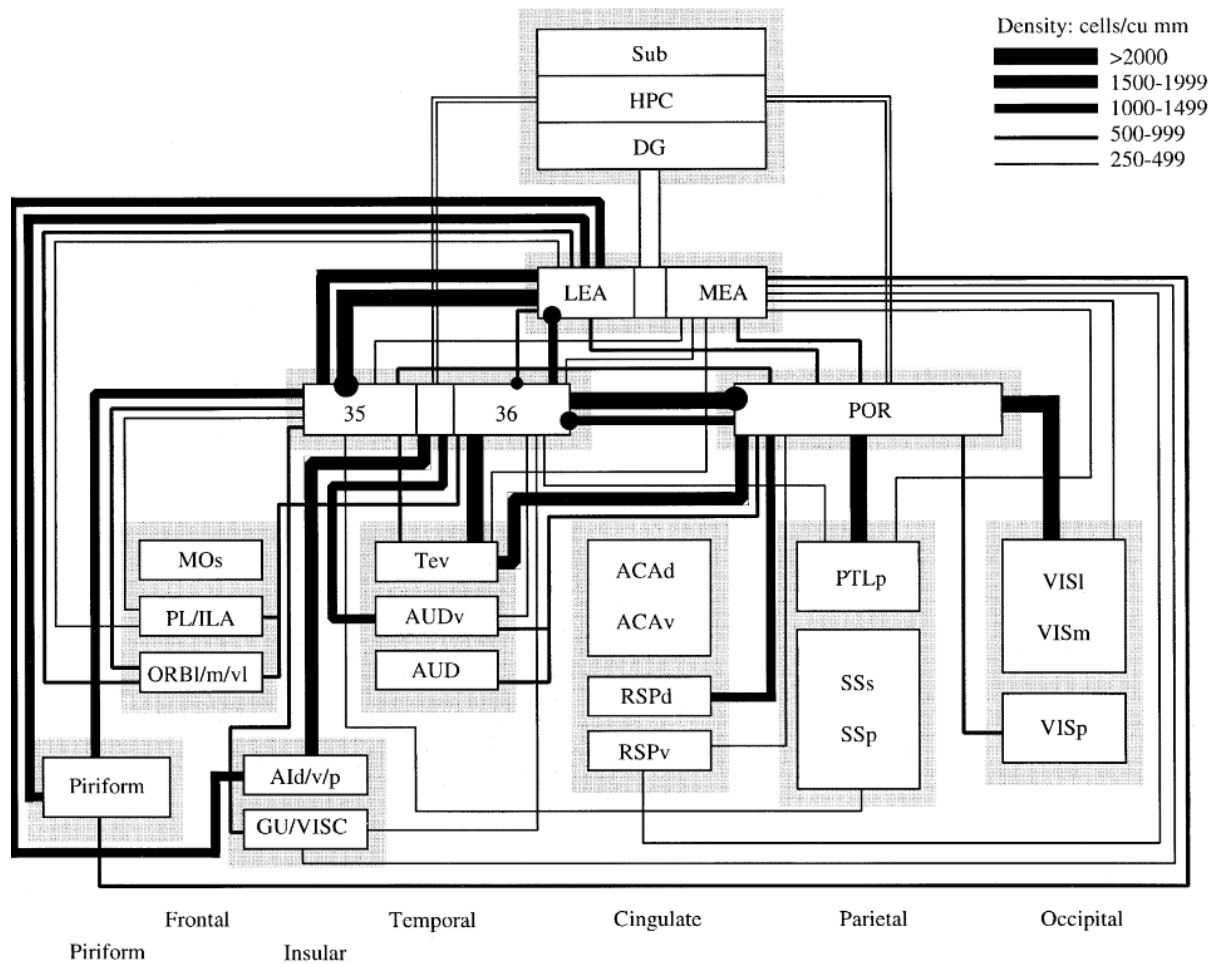 Density: cells/cu mm
>2000
1500-1999
1000-1499
500-999
250-499
Sub
HPC
DG
LEA
MEA
35
36
POR
MOs
PL/ILA
ORBl/m/vl
Tev
AUDv
AUD
ACAd
ACAv
RSPd
RSPv
PTLp
SSs
SSp
VISl
VISm
VISp
Piriform
AId/v/p
GU/VISC
Frontal
Temporal
Cingulate
Parietal
Occipital
Piriform
Insular